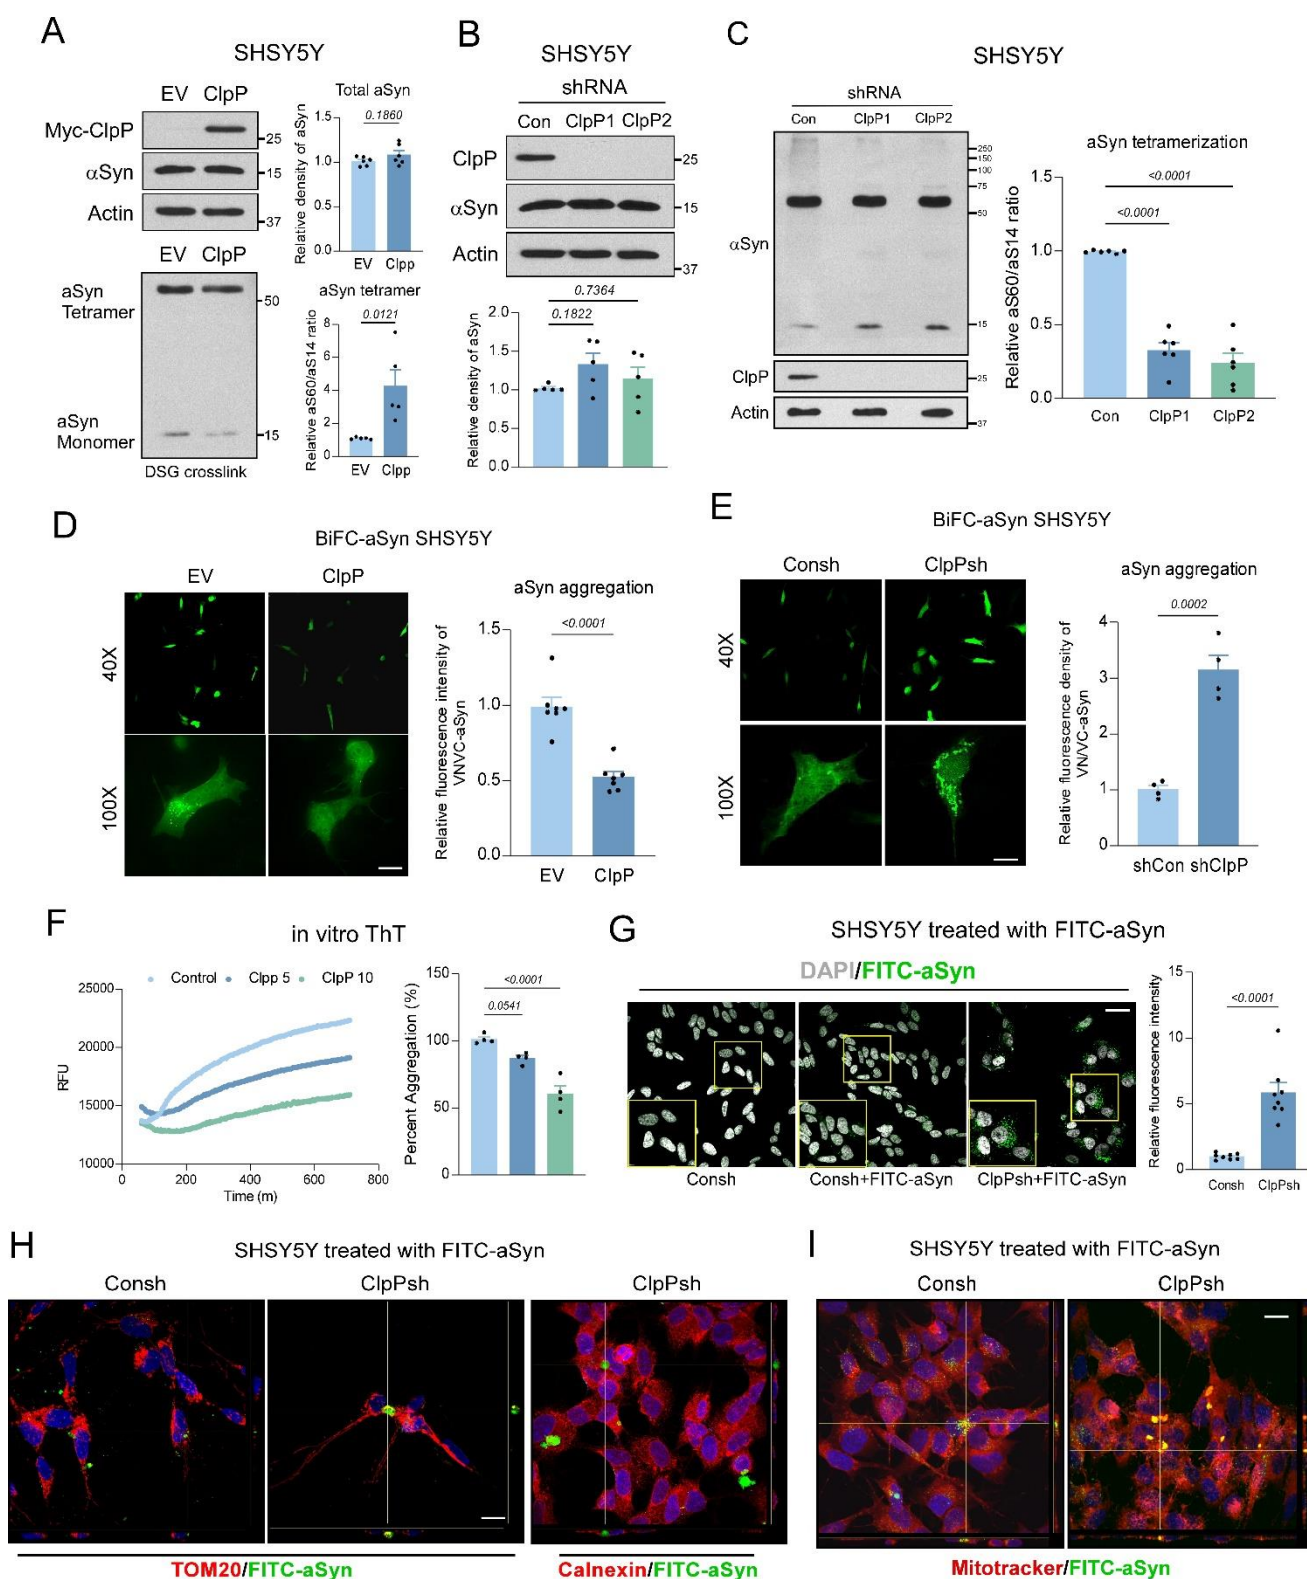 A
SHSY5Y
EV ClpP
Myc-ClpP
25
αSyn
15
Actin
37
EV ClpP
aSyn
Tetramer
50
aSyn
Monomer
15
DSG crosslink
Total aSyn
0.1860
1.5
1.0
0.5
0.0
Relative density of aSyn
EV Clpp
aSyn tetramer
0.0121
8
6
4
2
0
Relative aS60/aS14 ratio
EV Clpp
B
SHSY5Y
shRNA
Con ClpP1 ClpP2
ClpP
25
αSyn
15
Actin
37
0.7364
0.1822
2.0
1.5
1.0
0.5
0.0
Relative density of aSyn
C
SHSY5Y
shRNA
Con ClpP1 ClpP2
250
150
100
75
50
αSyn
15
ClpP
25
Actin
37
aSyn tetramerization
<0.0001
<0.0001
1.5
1.0
0.5
0.0
Relative aS60/aS14 ratio
Con ClpP1 ClpP2
D
BiFC-aSyn SHSY5Y
EV ClpP
40X
100X
aSyn aggregation
<0.0001
1.5
1.0
0.5
0.0
Relative fluorescence intensity of
VNVC-aSyn
EV ClpP
E
BiFC-aSyn SHSY5Y
Consh ClpPsh
40X
100X
aSyn aggregation
0.0002
4
3
2
1
0
Relative fluorescence density of
VN/VC-aSyn
shCon shClpP
F
in vitro ThT
Control Clpp 5 ClpP 10
25000
20000
15000
10000
RFU
0 200 400 600 800
Time (m)
<0.0001
0.0541
150
100
50
0
Percent Aggregation (%)
G
SHSY5Y treated with FITC-aSyn
DAPI/FITC-aSyn
Consh Consh+FITC-aSyn ClpPsh+FITC-aSyn
<0.0001
15
10
5
0
Relative fluorescence intensity
Consh ClpPsh
H
SHSY5Y treated with FITC-aSyn
Consh ClpPsh ClpPsh
TOM20/FITC-aSyn Calnexin/FITC-aSyn
I
SHSY5Y treated with FITC-aSyn
Consh ClpPsh
Mitotracker/FITC-aSyn